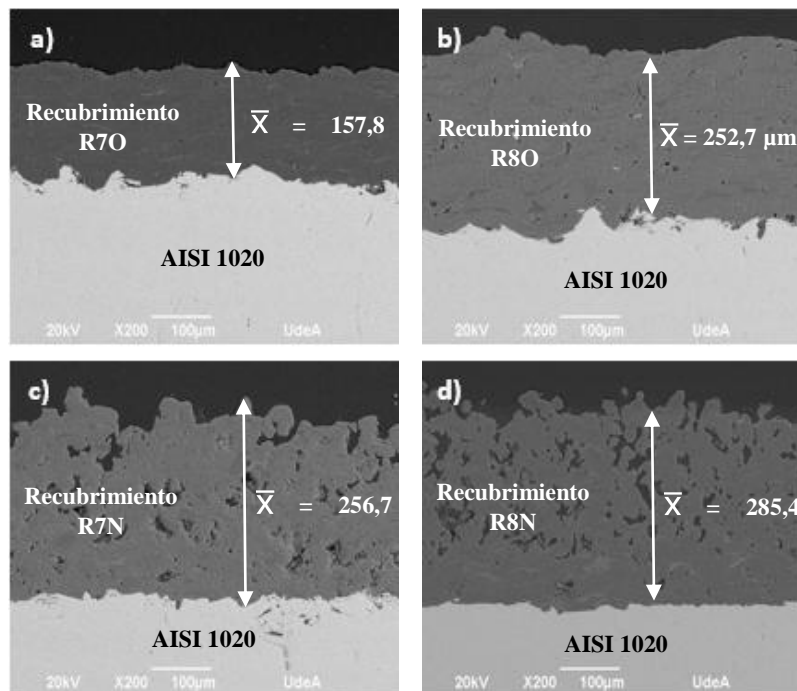 a)
Recubrimiento
R7O
X̅ = 157,8
AISI 1020
20kV X200 100µm UdeA
b)
Recubrimiento
R8O
X̅ = 252,7 µm
AISI 1020
20kV X200 100µm UdeA
c)
Recubrimiento
R7N
X̅ = 256,7
AISI 1020
20kV X200 100µm UdeA
d)
Recubrimiento
R8N
X̅ = 285,4
AISI 1020
20kV X200 100µm UdeA